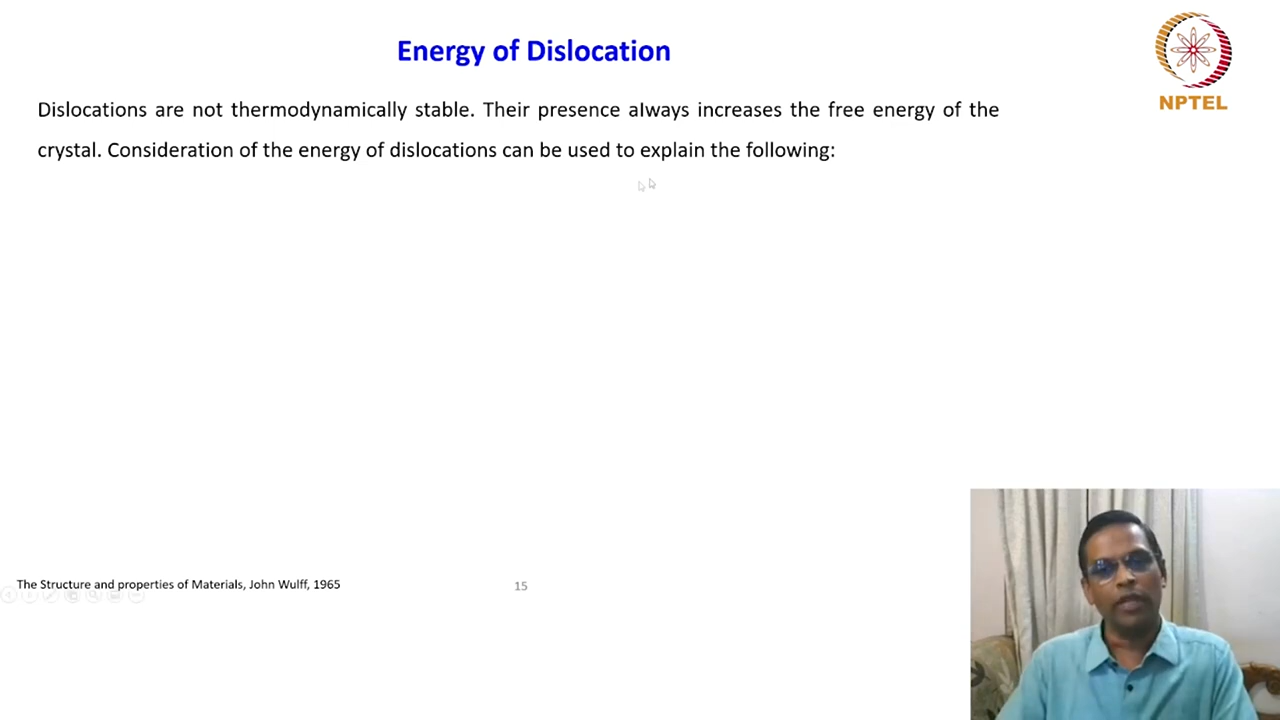 Energy of Dislocation
NPTEL
Dislocations are not thermodynamically stable. Their presence always increases the free energy of the
crystal. Consideration of the energy of dislocations can be used to explain the following:
The Structure and properties of Materials, John Wulff, 1965
15